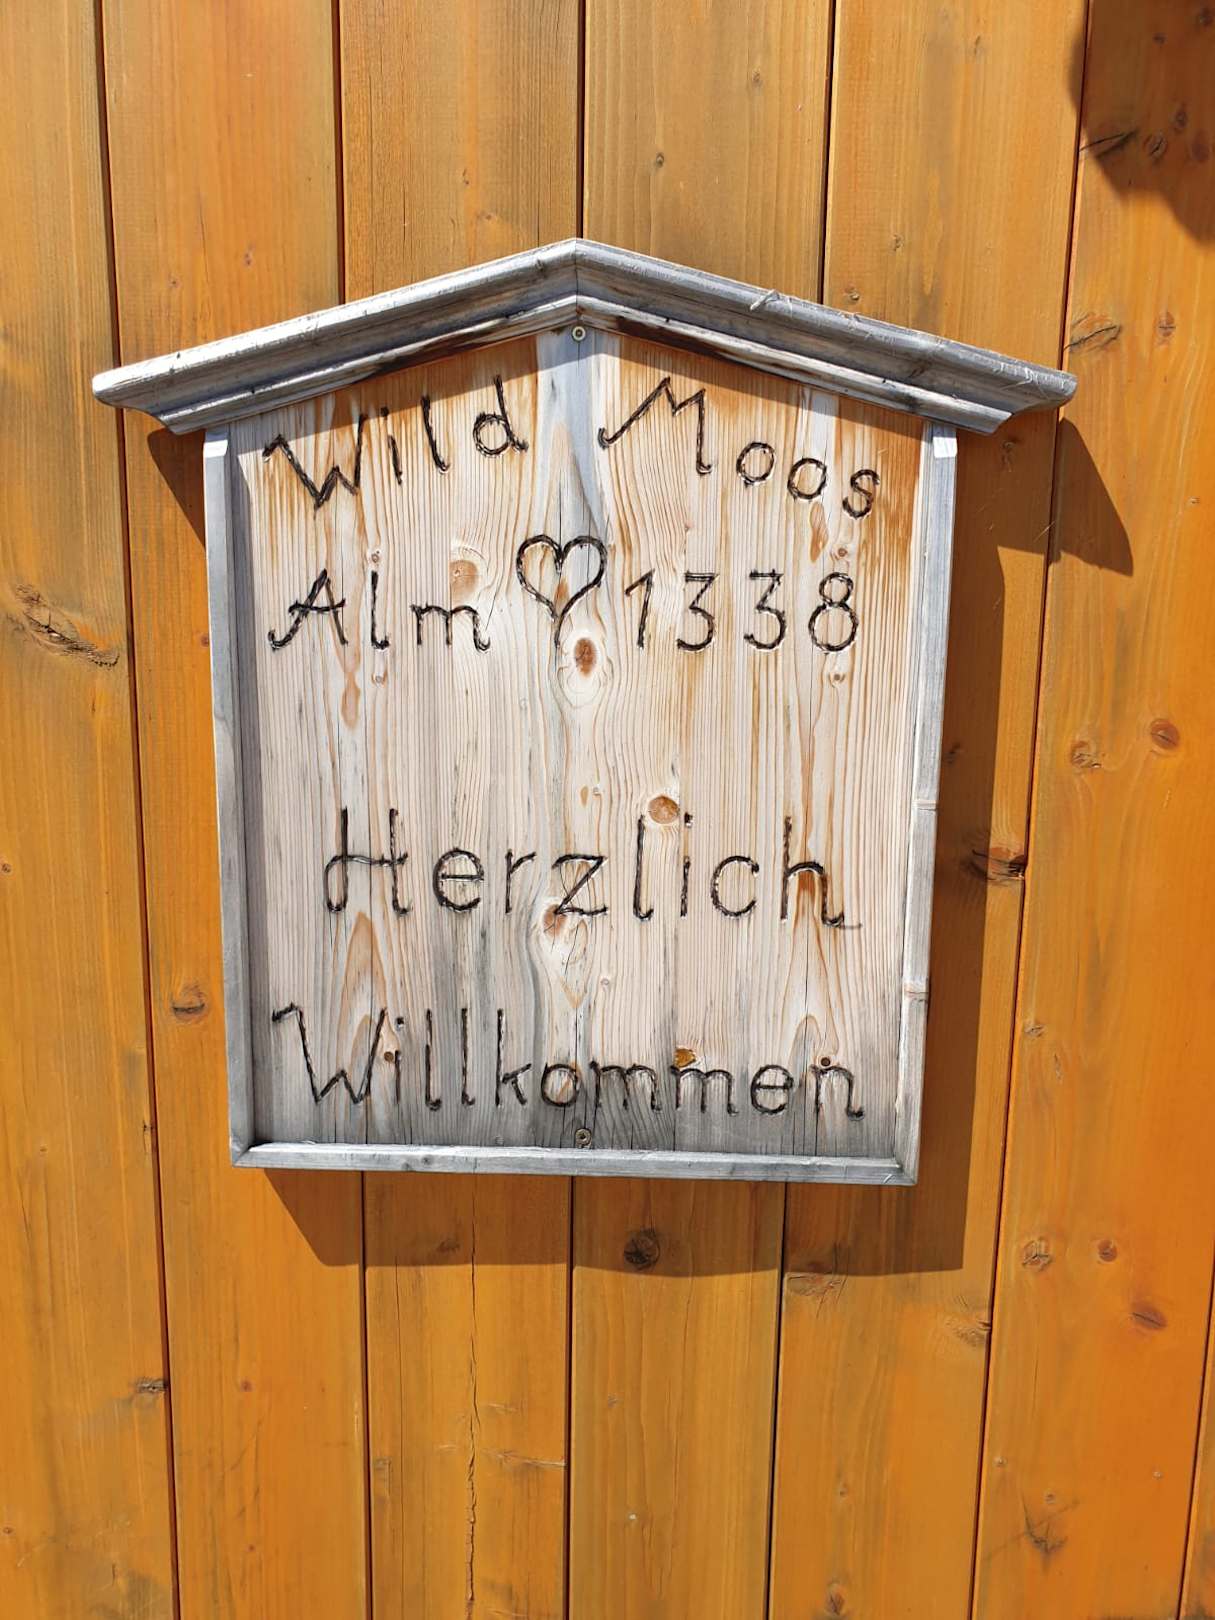 Wild Moos
Alm ♡ 1338
Herzlich
Willkommen